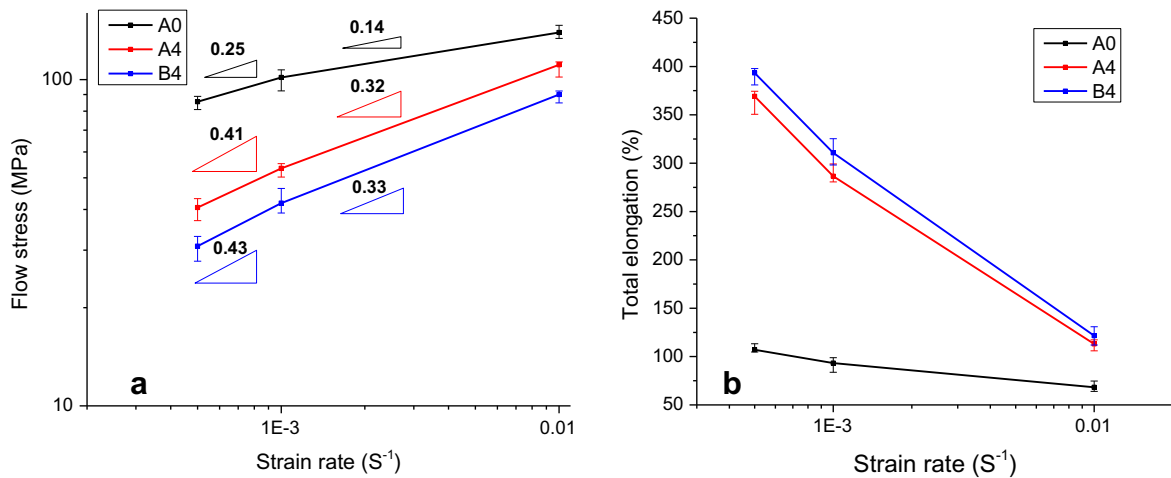 A0
A4
B4
0.25
0.14
0.41
0.32
0.43
0.33
100
10
1E-3
0.01
Flow stress (MPa)
Strain rate (S⁻¹)
a
A0
A4
B4
450
400
350
300
250
200
150
100
50
1E-3
0.01
Total elongation (%)
Strain rate (S⁻¹)
b